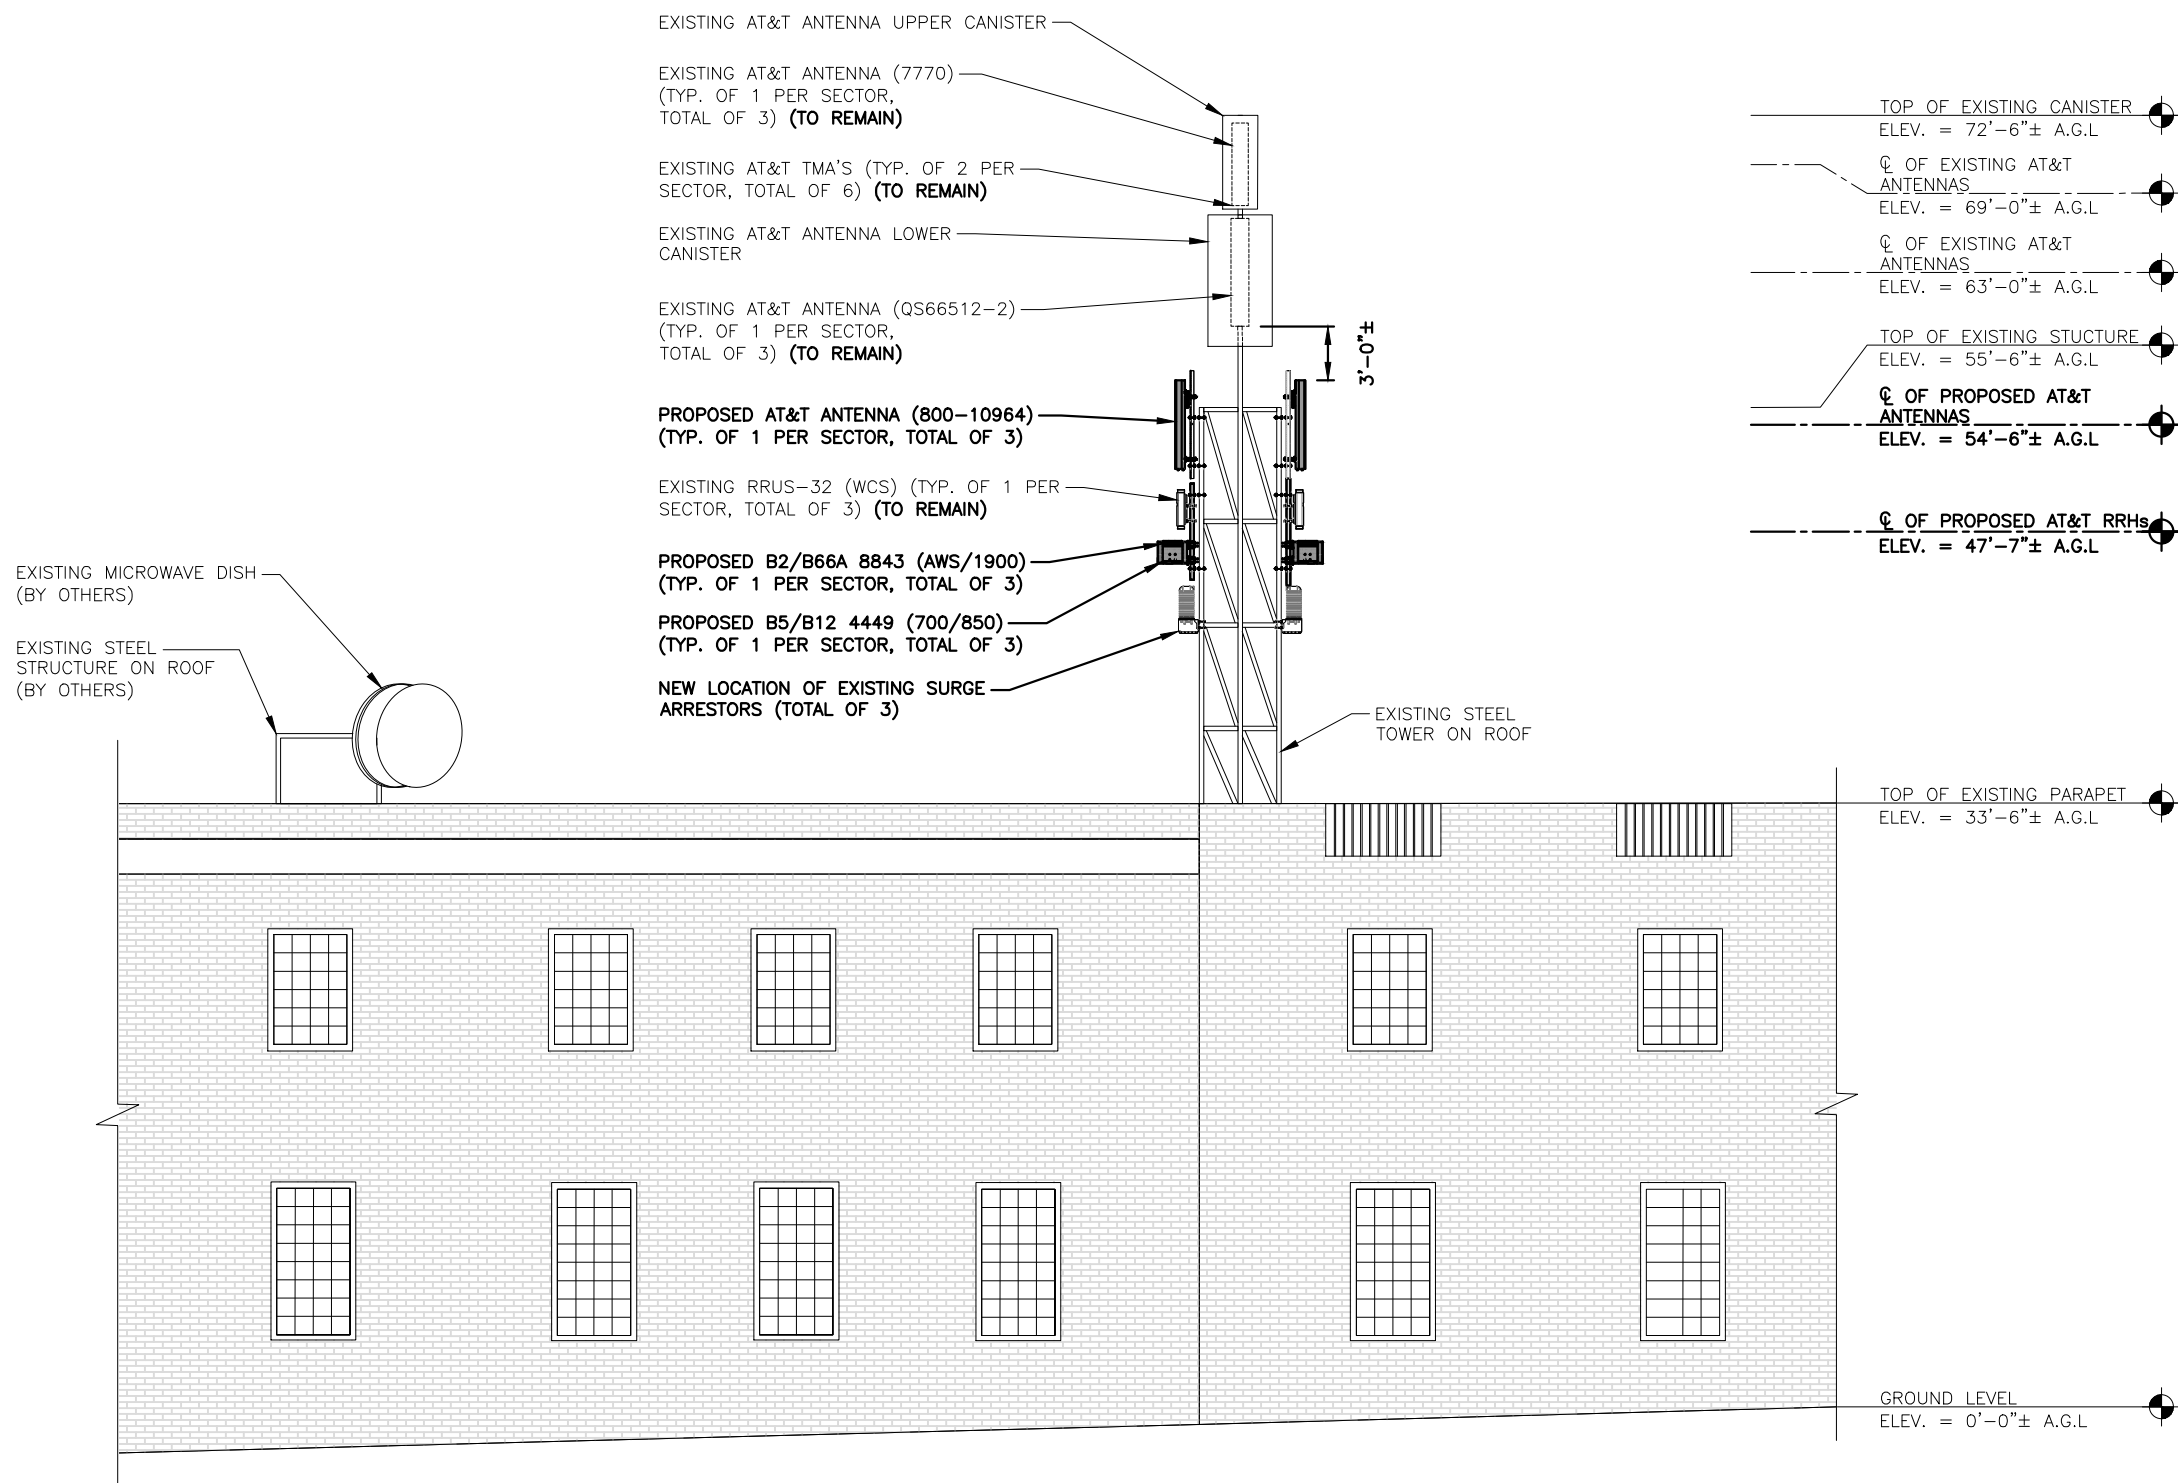 EXISTING AT&T ANTENNA UPPER CANISTER
EXISTING AT&T ANTENNA (7770)
(TYP. OF 1 PER SECTOR,
TOTAL OF 3) (TO REMAIN)
EXISTING AT&T TMA'S (TYP. OF 2 PER
SECTOR, TOTAL OF 6) (TO REMAIN)
EXISTING AT&T ANTENNA LOWER
CANISTER
EXISTING AT&T ANTENNA (QS66512-2)
(TYP. OF 1 PER SECTOR,
TOTAL OF 3) (TO REMAIN)
3'-0"±
PROPOSED AT&T ANTENNA (800-10964)
(TYP. OF 1 PER SECTOR, TOTAL OF 3)
EXISTING RRUS-32 (WCS) (TYP. OF 1 PER
SECTOR, TOTAL OF 3) (TO REMAIN)
PROPOSED B2/B66A 8843 (AWS/1900)
(TYP. OF 1 PER SECTOR, TOTAL OF 3)
PROPOSED B5/B12 4449 (700/850)
(TYP. OF 1 PER SECTOR, TOTAL OF 3)
NEW LOCATION OF EXISTING SURGE
ARRESTORS (TOTAL OF 3)
EXISTING MICROWAVE DISH
(BY OTHERS)
EXISTING STEEL
STRUCTURE ON ROOF
(BY OTHERS)
EXISTING STEEL
TOWER ON ROOF
TOP OF EXISTING CANISTER
ELEV. = 72'-6"± A.G.L
℄ OF EXISTING AT&T
ANTENNAS
ELEV. = 69'-0"± A.G.L
℄ OF EXISTING AT&T
ANTENNAS
ELEV. = 63'-0"± A.G.L
TOP OF EXISTING STUCTURE
ELEV. = 55'-6"± A.G.L
℄ OF PROPOSED AT&T
ANTENNAS
ELEV. = 54'-6"± A.G.L
℄ OF PROPOSED AT&T RRHs
ELEV. = 47'-7"± A.G.L
TOP OF EXISTING PARAPET
ELEV. = 33'-6"± A.G.L
GROUND LEVEL
ELEV. = 0'-0"± A.G.L